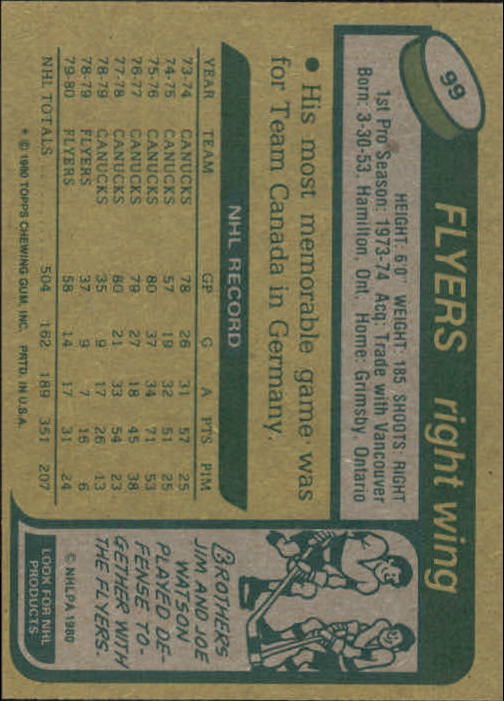 99
FLYERS right wing
HEIGHT: 6'0" WEIGHT: 185 SHOOTS: RIGHT
1st Pro Season: 1973-74 Acq: Trade with Vancouver
Born: 3-30-53, Hamilton, Ont. Home: Grimsby, Ontario
• His most memorable game was
for Team Canada in Germany.
NHL RECORD
YEAR TEAM GP G A PTS PIM
73-74 CANUCKS 78 26 31 57 25
74-75 CANUCKS 57 19 32 51 25
75-76 CANUCKS 80 37 34 71 53
76-77 CANUCKS 79 27 18 45 38
77-78 CANUCKS 80 21 33 54 23
78-79 CANUCKS 35 9 17 26 13
78-79 FLYERS 37 9 7 16 6
79-80 FLYERS 58 14 17 31 24
NHL TOTALS 504 162 189 351 207
* © 1980 TOPPS CHEWING GUM, INC. PRTD. IN U.S.A.
BROTHERS
JIM AND JOE
WATSON
PLAYED DE-
FENSE TO-
GETHER WITH
THE FLYERS.
© NHLPA 1980
LOOK FOR NHL
PRODUCTS